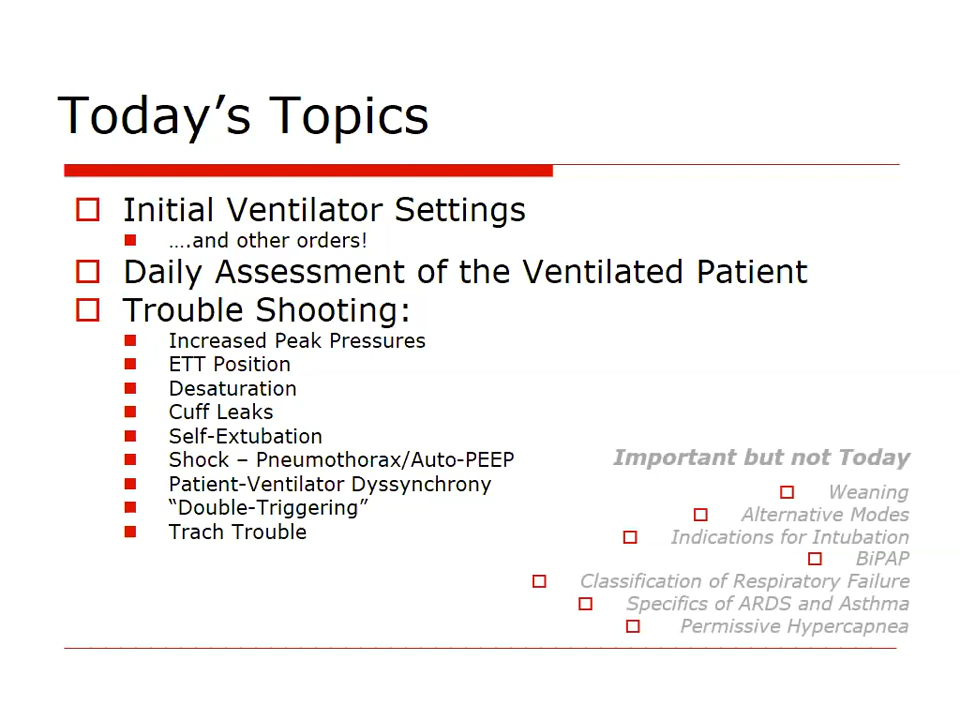 Today’s Topics
Initial Ventilator Settings
….and other orders!
Daily Assessment of the Ventilated Patient
Trouble Shooting:
Increased Peak Pressures
ETT Position
Desaturation
Cuff Leaks
Self-Extubation
Shock – Pneumothorax/Auto-PEEP
Patient-Ventilator Dyssynchrony
“Double-Triggering”
Trach Trouble
Important but not Today
Weaning
Alternative Modes
Indications for Intubation
BiPAP
Classification of Respiratory Failure
Specifics of ARDS and Asthma
Permissive Hypercapnea